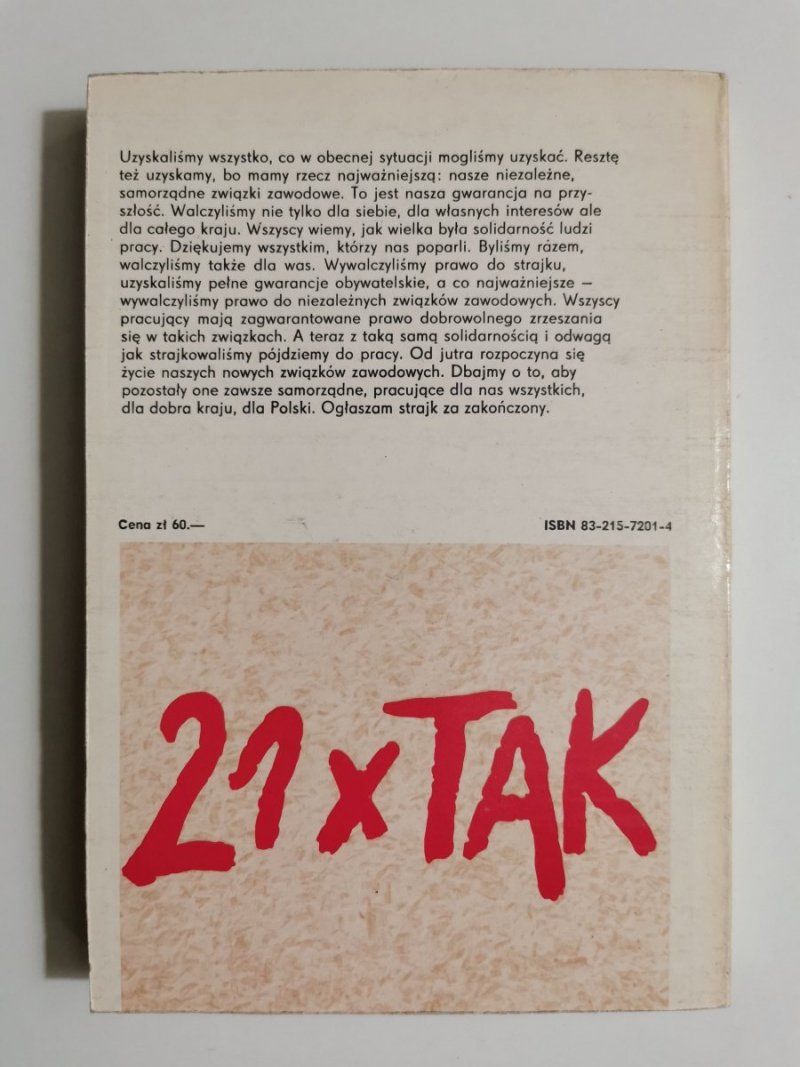 Uzyskaliśmy wszystko, co w obecnej sytuacji mogliśmy uzyskać. Resztę
też uzyskamy, bo mamy rzecz najważniejszą: nasze niezależne,
samorządne związki zawodowe. To jest nasza gwarancja na przy-
szłość. Walczyliśmy nie tylko dla siebie, dla własnych interesów ale
dla całego kraju. Wszyscy wiemy, jak wielka była solidarność ludzi
pracy. Dziękujemy wszystkim, którzy nas poparli. Byliśmy rázem,
walczyliśmy także dla was. Wywalczyliśmy prawo do strajku,
uzyskaliśmy pełne gwarancje obywatelskie, a co najważniejsze —
wywalczyliśmy prawo do niezależnych związków zawodowych. Wszyscy
pracujący mają zagwarantowane prawo dobrowolnego zrzeszania
się w takich związkach. A teraz z taką samą solidarnością i odwagą
jak strajkowaliśmy pójdziemy do pracy. Od jutra rozpoczyna się
życie naszych nowych związków zawodowych. Dbajmy o to, aby
pozostały one zawsze samorządne, pracujące dla nas wszystkich,
dla dobra kraju, dla Polski. Ogłaszam strajk za zakończony.
Cena zł 60.— ISBN 83-215-7201-4
21 x TAK